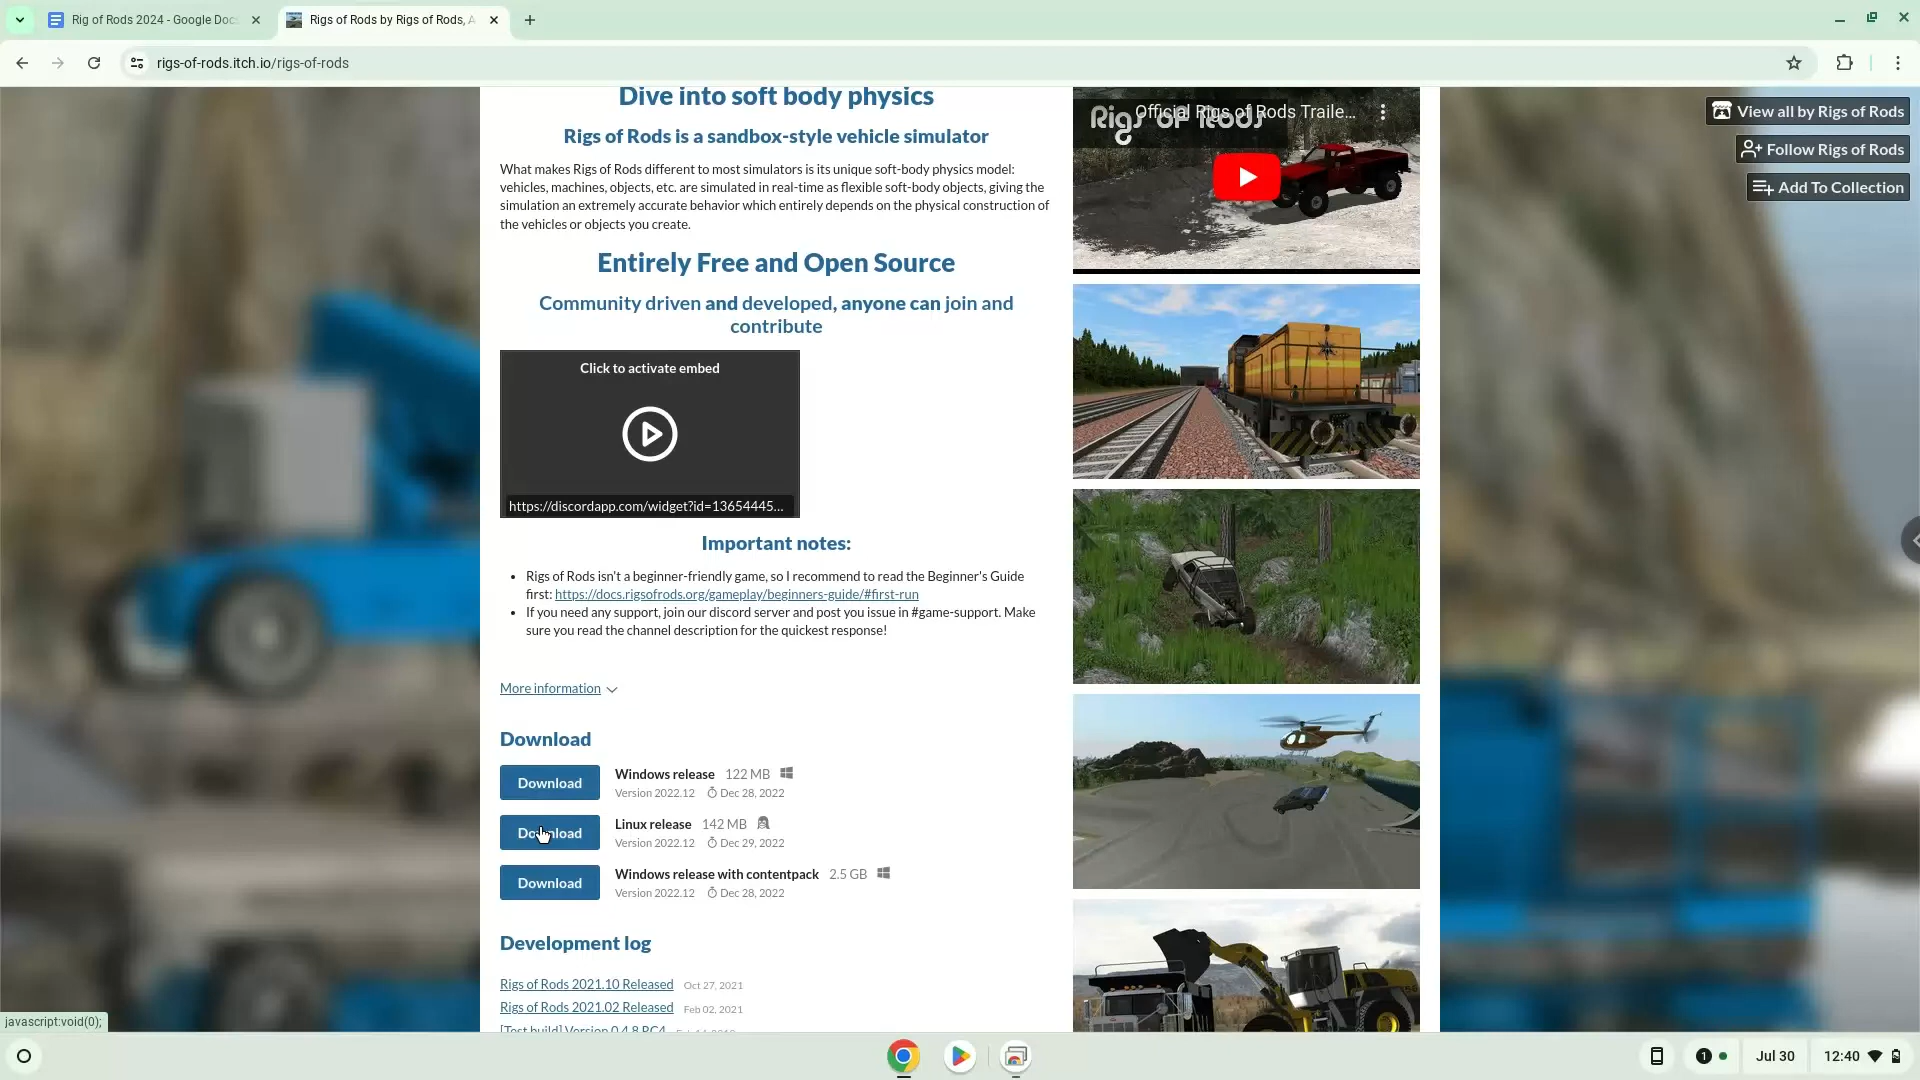 Rig of Rods 2024 - Google Doc
Rigs of Rods by Rigs of Rods, A
rigs-of-rods.itch.io/rigs-of-rods
View all by Rigs of Rods
Follow Rigs of Rods
Add To Collection
Dive into soft body physics
Rigs of Rods is a sandbox-style vehicle simulator
What makes Rigs of Rods different to most simulators is its unique soft-body physics model:
vehicles, machines, objects, etc. are simulated in real-time as flexible soft-body objects, giving the
simulation an extremely accurate behavior which entirely depends on the physical construction of
the vehicles or objects you create.
Entirely Free and Open Source
Community driven and developed, anyone can join and
contribute
Click to activate embed
https://discordapp.com/widget?id=13654445...
Important notes:
• Rigs of Rods isn't a beginner-friendly game, so I recommend to read the Beginner's Guide
first: https://docs.rigsofrods.org/gameplay/beginners-guide/#first-run
• If you need any support, join our discord server and post you issue in #game-support. Make
sure you read the channel description for the quickest response!
More information
Download
Download Windows release 122 MB
Version 2022.12 Dec 28, 2022
Download Linux release 142 MB
Version 2022.12 Dec 29, 2022
Download Windows release with contentpack 2.5 GB
Version 2022.12 Dec 28, 2022
Development log
Rigs of Rods 2021.10 Released Oct 27, 2021
Rigs of Rods 2021.02 Released Feb 02, 2021
[Test build] Version 0.4.8 RC4
Official Rigs of Rods Traile...
Rigs of Rods
javascript:void(0);
1
Jul 30
12:40